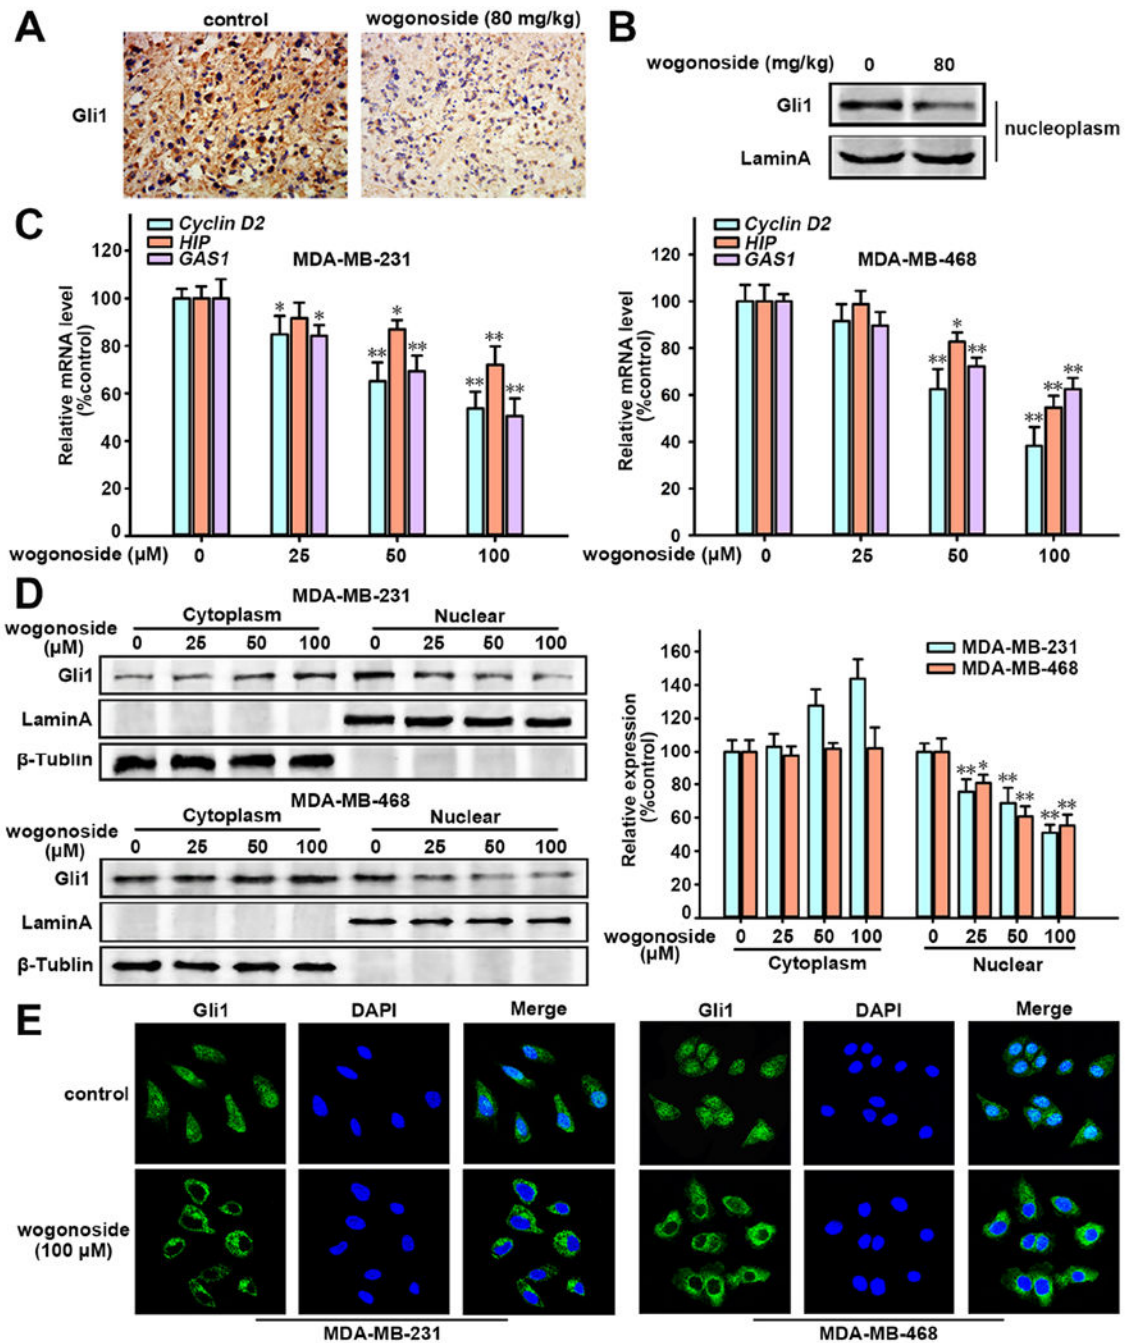 A
control
wogonoside (80 mg/kg)
Gli1
B
wogonoside (mg/kg) 0 80
Gli1
LaminA
nucleoplasm
C
Cyclin D2
HIP
GAS1
MDA-MB-231
Relative mRNA level
(%control)
120
100
80
60
40
20
0
* *
** * **
** ** **
wogonoside (µM) 0 25 50 100
Cyclin D2
HIP
GAS1
MDA-MB-468
Relative mRNA level
(%control)
120
100
80
60
40
20
0
** * **
** ** **
wogonoside (µM) 0 25 50 100
D
MDA-MB-231
Cytoplasm Nuclear
wogonoside
(µM)
0 25 50 100 0 25 50 100
Gli1
LaminA
β-Tublin
MDA-MB-468
Cytoplasm Nuclear
wogonoside
(µM)
0 25 50 100 0 25 50 100
Gli1
LaminA
β-Tublin
MDA-MB-231
MDA-MB-468
Relative expression
(%control)
160
140
120
100
80
60
40
20
0
** * ** ** ** **
wogonoside
(µM)
0 25 50 100 0 25 50 100
Cytoplasm Nuclear
E
Gli1 DAPI Merge Gli1 DAPI Merge
control
wogonoside
(100 µM)
MDA-MB-231 MDA-MB-468